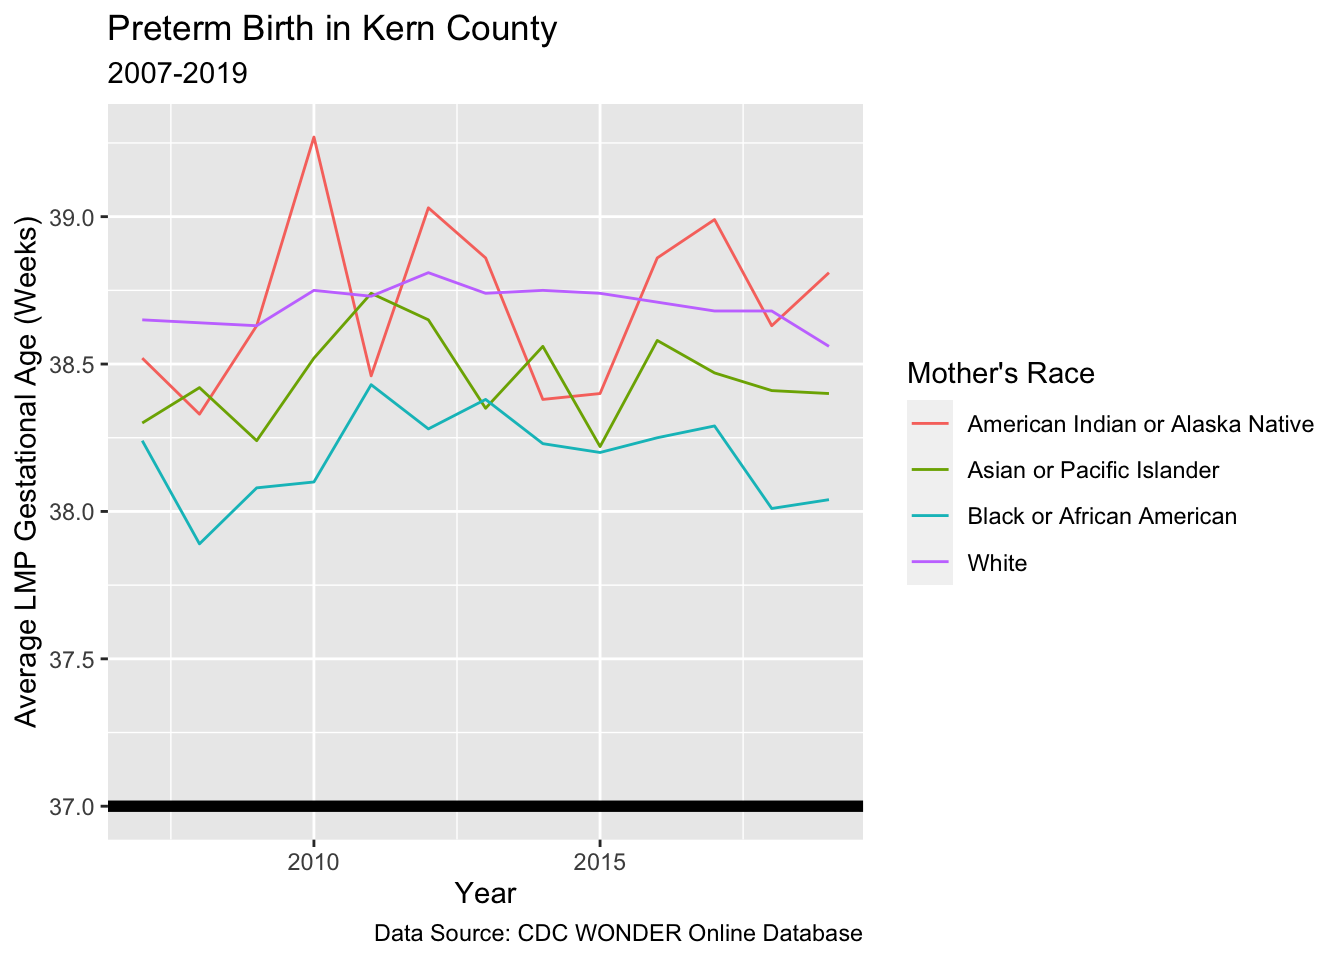 Preterm Birth in Kern County
2007-2019
Average LMP Gestational Age (Weeks)
39.0
38.5
38.0
37.5
37.0
2010
2015
Year
Data Source: CDC WONDER Online Database
Mother's Race
American Indian or Alaska Native
Asian or Pacific Islander
Black or African American
White